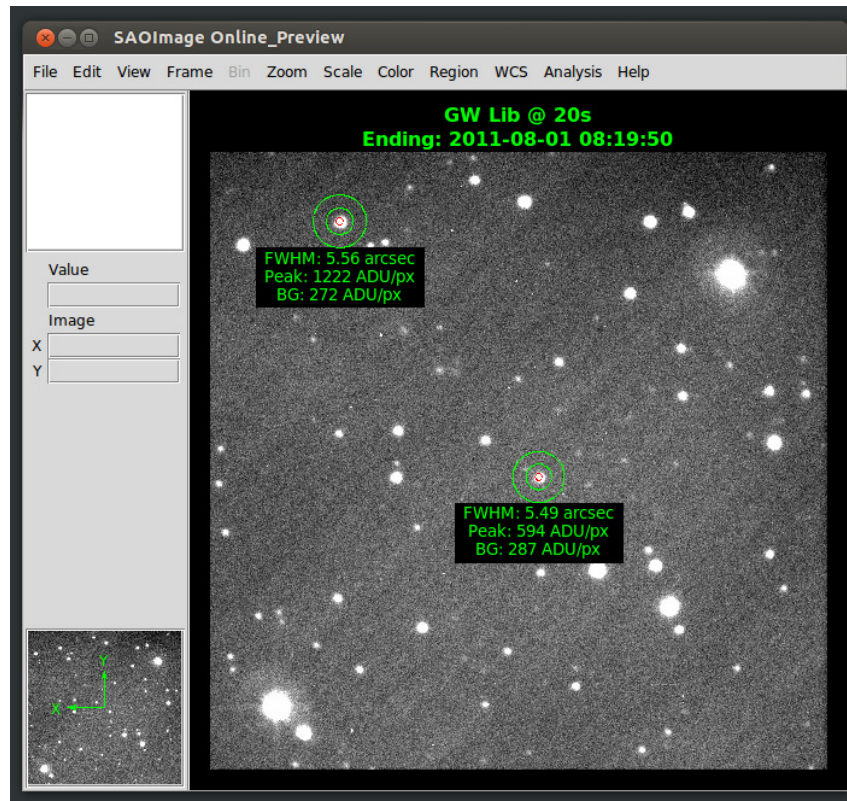 SAOImage Online_Preview
File Edit View Frame Bin Zoom Scale Color Region WCS Analysis Help
GW Lib @ 20s
Ending: 2011-08-01 08:19:50
FWHM: 5.56 arcsec
Peak: 1222 ADU/px
BG: 272 ADU/px
Value
Image
X
Y
FWHM: 5.49 arcsec
Peak: 594 ADU/px
BG: 287 ADU/px
Y
X